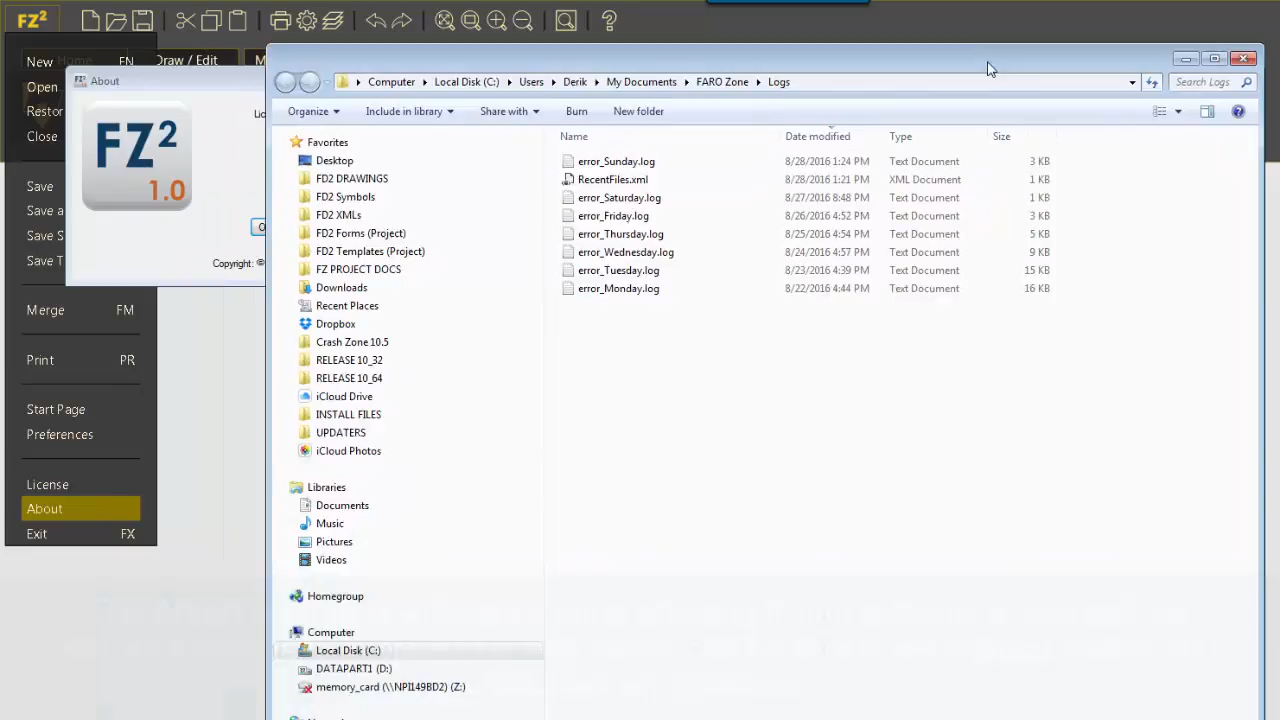 FZ²
New
FN
Home
Draw / Edit
M
Open
Restor
Close
Save
Save a
Save S
Save T
Merge FM
Print PR
Start Page
Preferences
License
About
Exit FX
About
FZ²
1.0
Lic
O
Copyright: ©
Computer Local Disk (C:) Users Derik My Documents FARO Zone Logs
Search Logs
Organize Include in library Share with Burn New folder
Favorites
Desktop
FD2 DRAWINGS
FD2 Symbols
FD2 XMLs
FD2 Forms (Project)
FD2 Templates (Project)
FZ PROJECT DOCS
Downloads
Recent Places
Dropbox
Crash Zone 10.5
RELEASE 10_32
RELEASE 10_64
iCloud Drive
INSTALL FILES
UPDATERS
iCloud Photos
Libraries
Documents
Music
Pictures
Videos
Homegroup
Computer
Local Disk (C:)
DATAPART1 (D:)
memory_card (\\NPI149BD2) (Z:)
Name Date modified Type Size
error_Sunday.log 8/28/2016 1:24 PM Text Document 3 KB
RecentFiles.xml 8/28/2016 1:21 PM XML Document 1 KB
error_Saturday.log 8/27/2016 8:48 PM Text Document 1 KB
error_Friday.log 8/26/2016 4:52 PM Text Document 3 KB
error_Thursday.log 8/25/2016 4:54 PM Text Document 5 KB
error_Wednesday.log 8/24/2016 4:57 PM Text Document 9 KB
error_Tuesday.log 8/23/2016 4:39 PM Text Document 15 KB
error_Monday.log 8/22/2016 4:44 PM Text Document 16 KB